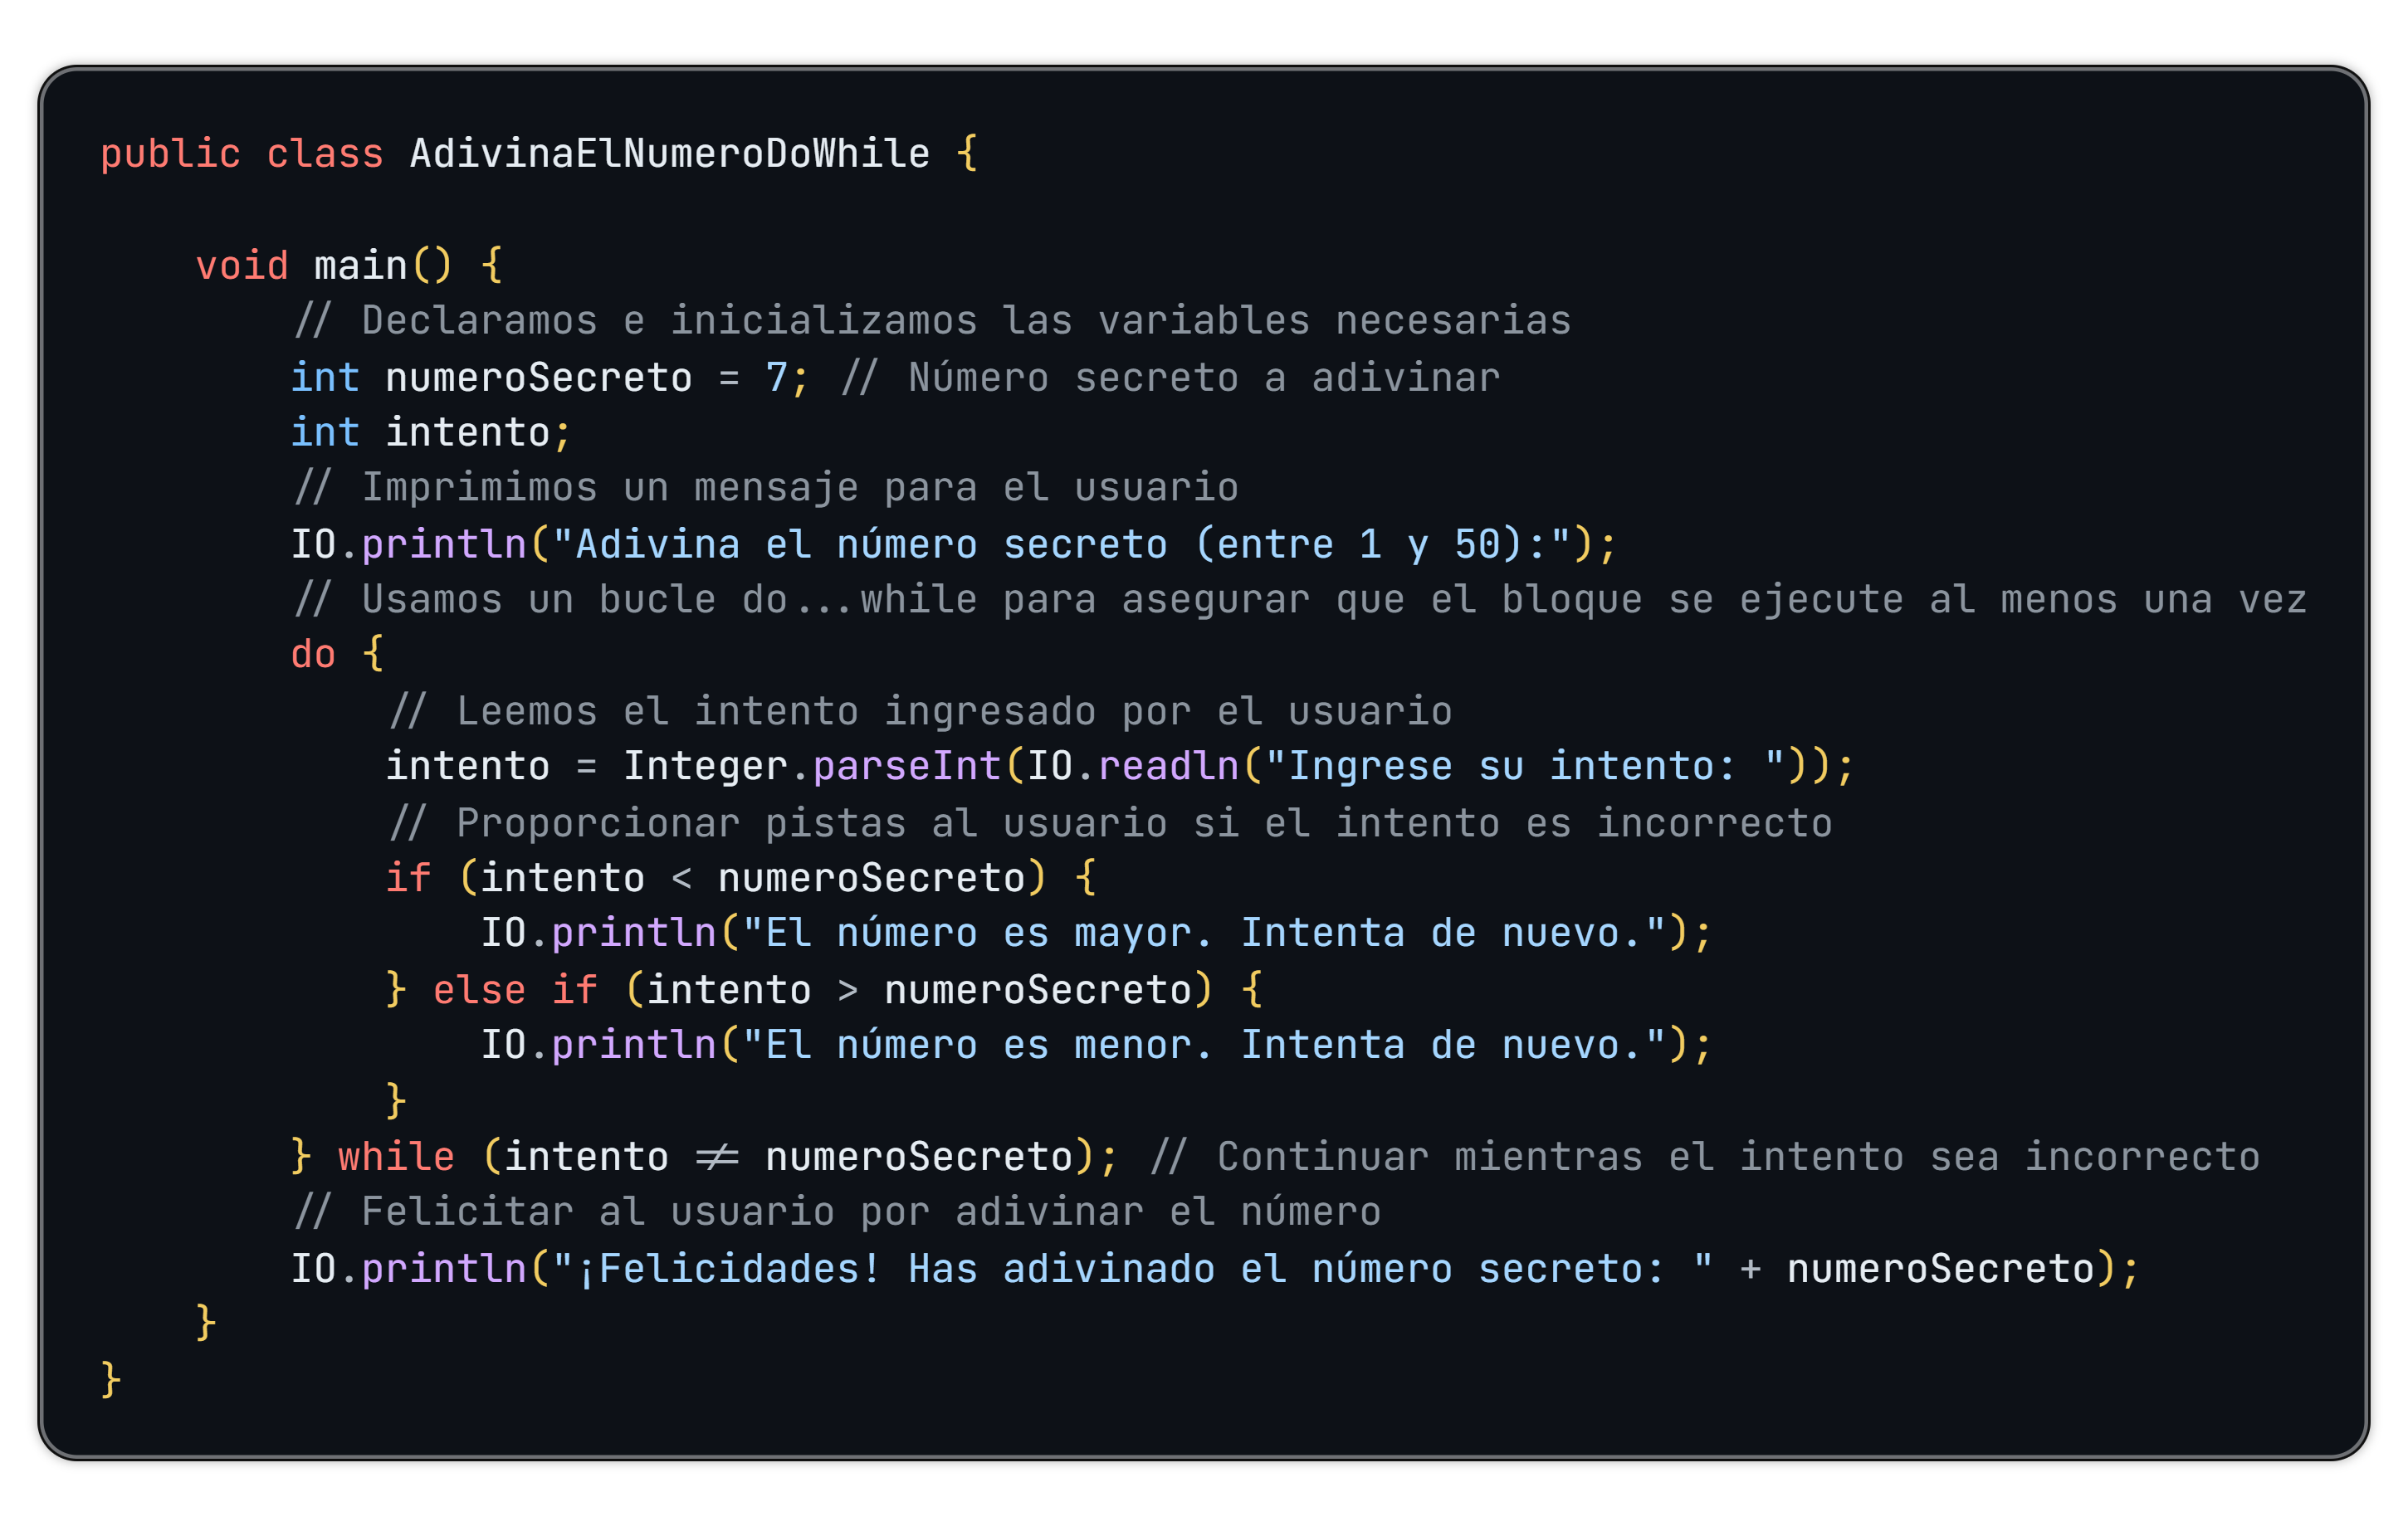 public class AdivinaElNumeroDoWhile {
void main() {
// Declaramos e inicializamos las variables necesarias
int numeroSecreto = 7; // Número secreto a adivinar
int intento;
// Imprimimos un mensaje para el usuario
IO.println("Adivina el número secreto (entre 1 y 50):");
// Usamos un bucle do...while para asegurar que el bloque se ejecute al menos una vez
do {
// Leemos el intento ingresado por el usuario
intento = Integer.parseInt(IO.readln("Ingrese su intento: "));
// Proporcionar pistas al usuario si el intento es incorrecto
if (intento < numeroSecreto) {
IO.println("El número es mayor. Intenta de nuevo.");
} else if (intento > numeroSecreto) {
IO.println("El número es menor. Intenta de nuevo.");
}
} while (intento != numeroSecreto); // Continuar mientras el intento sea incorrecto
// Felicitar al usuario por adivinar el número
IO.println("¡Felicidades! Has adivinado el número secreto: " + numeroSecreto);
}
}